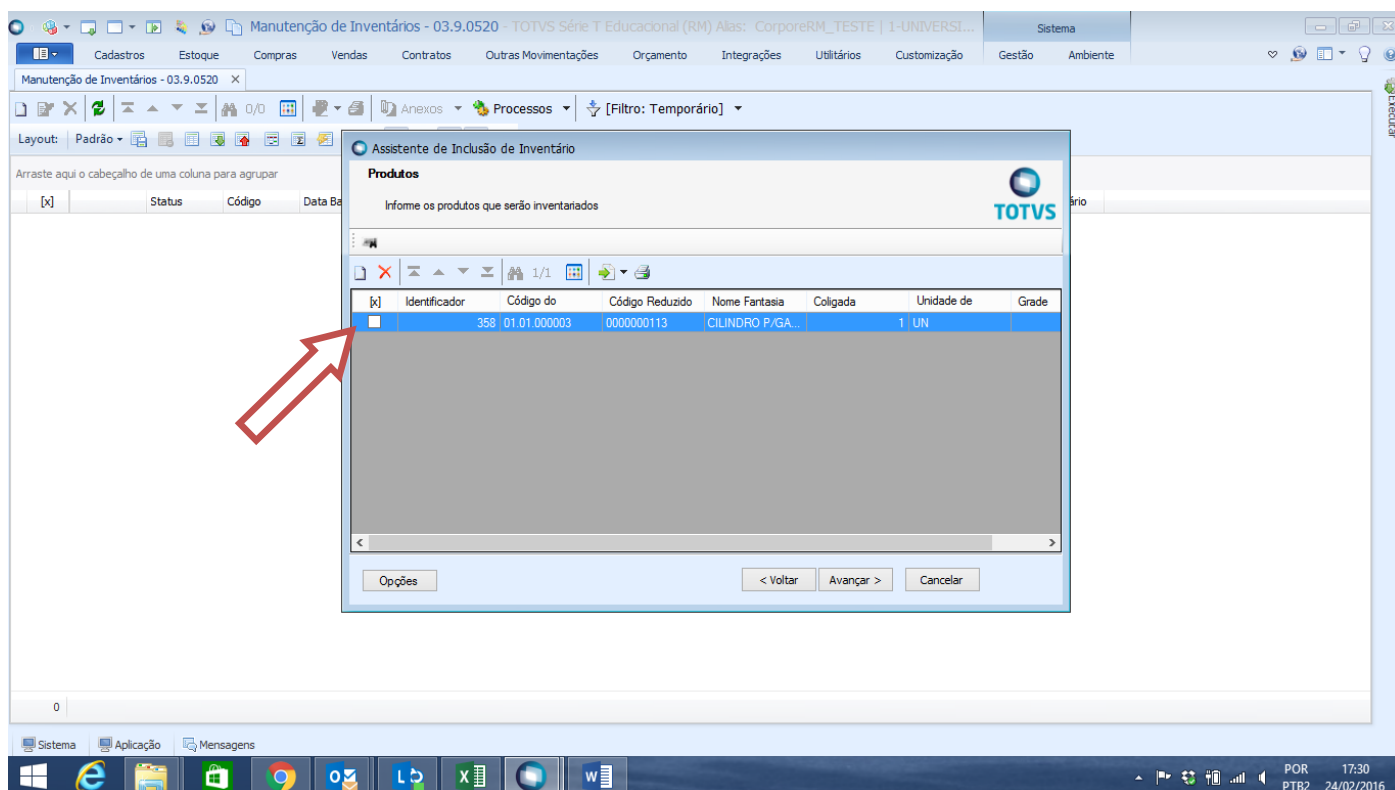 Manutenção de Inventários - 03.9.0520 - TOTVS Série T Educacional (RM) Alias: CorporeRM_TESTE | 1-UNIVERSI...
Sistema
Cadastros Estoque Compras Vendas Contratos Outras Movimentações Orçamento Integrações Utilitários Customização Gestão Ambiente
Manutenção de Inventários - 03.9.0520 X
0/0 Anexos Processos [Filtro: Temporário]
Executar
Layout: Padrão
Assistente de Inclusão de Inventário
Arraste aqui o cabeçalho de uma coluna para agrupar
Produtos
[x] Status Código Data Ba
Informe os produtos que serão inventariados
TOTVS
ário
1/1
[x] Identificador Código do Código Reduzido Nome Fantasia Coligada Unidade de Grade
358 01.01.000003 0000000113 CILINDRO P/GA... 1 UN
Opções < Voltar Avançar > Cancelar
0
Sistema Aplicação Mensagens
POR 17:30
PTB2 24/02/2016